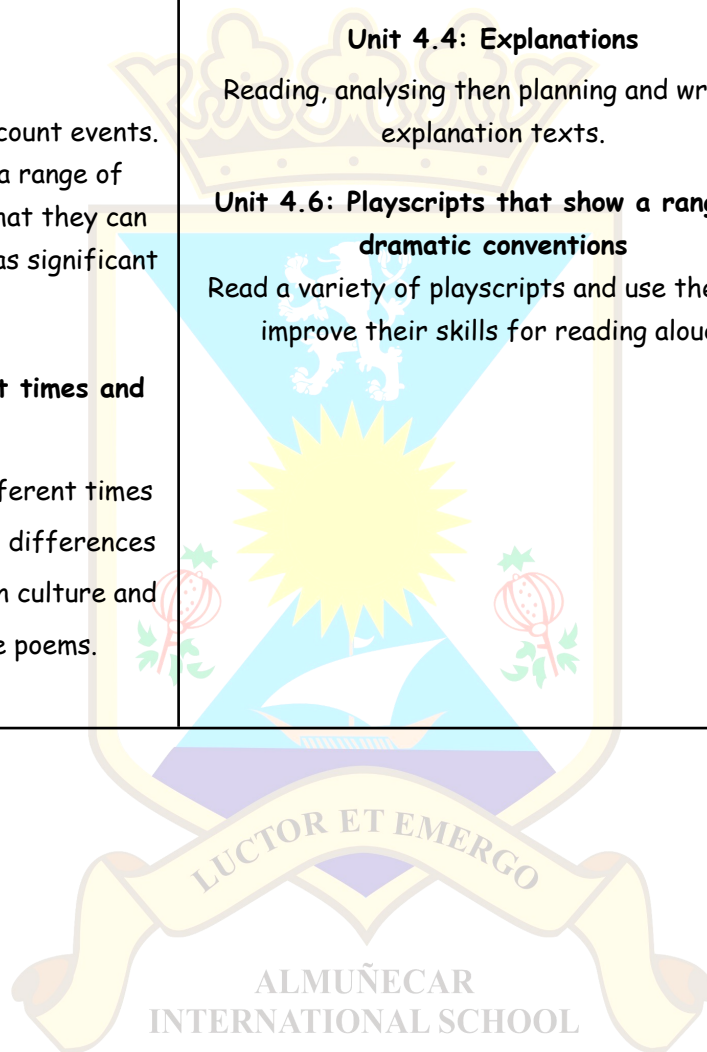 count events.
a range of
hat they can
as significant
t times and
ferent times
differences
n culture and
e poems.
Unit 4.4: Explanations
Reading, analysing then planning and wr
explanation texts.
Unit 4.6: Playscripts that show a rang
dramatic conventions
Read a variety of playscripts and use the
improve their skills for reading alou
LUCTOR ET EMERGO
ALMUÑECAR
INTERNATIONAL SCHOOL